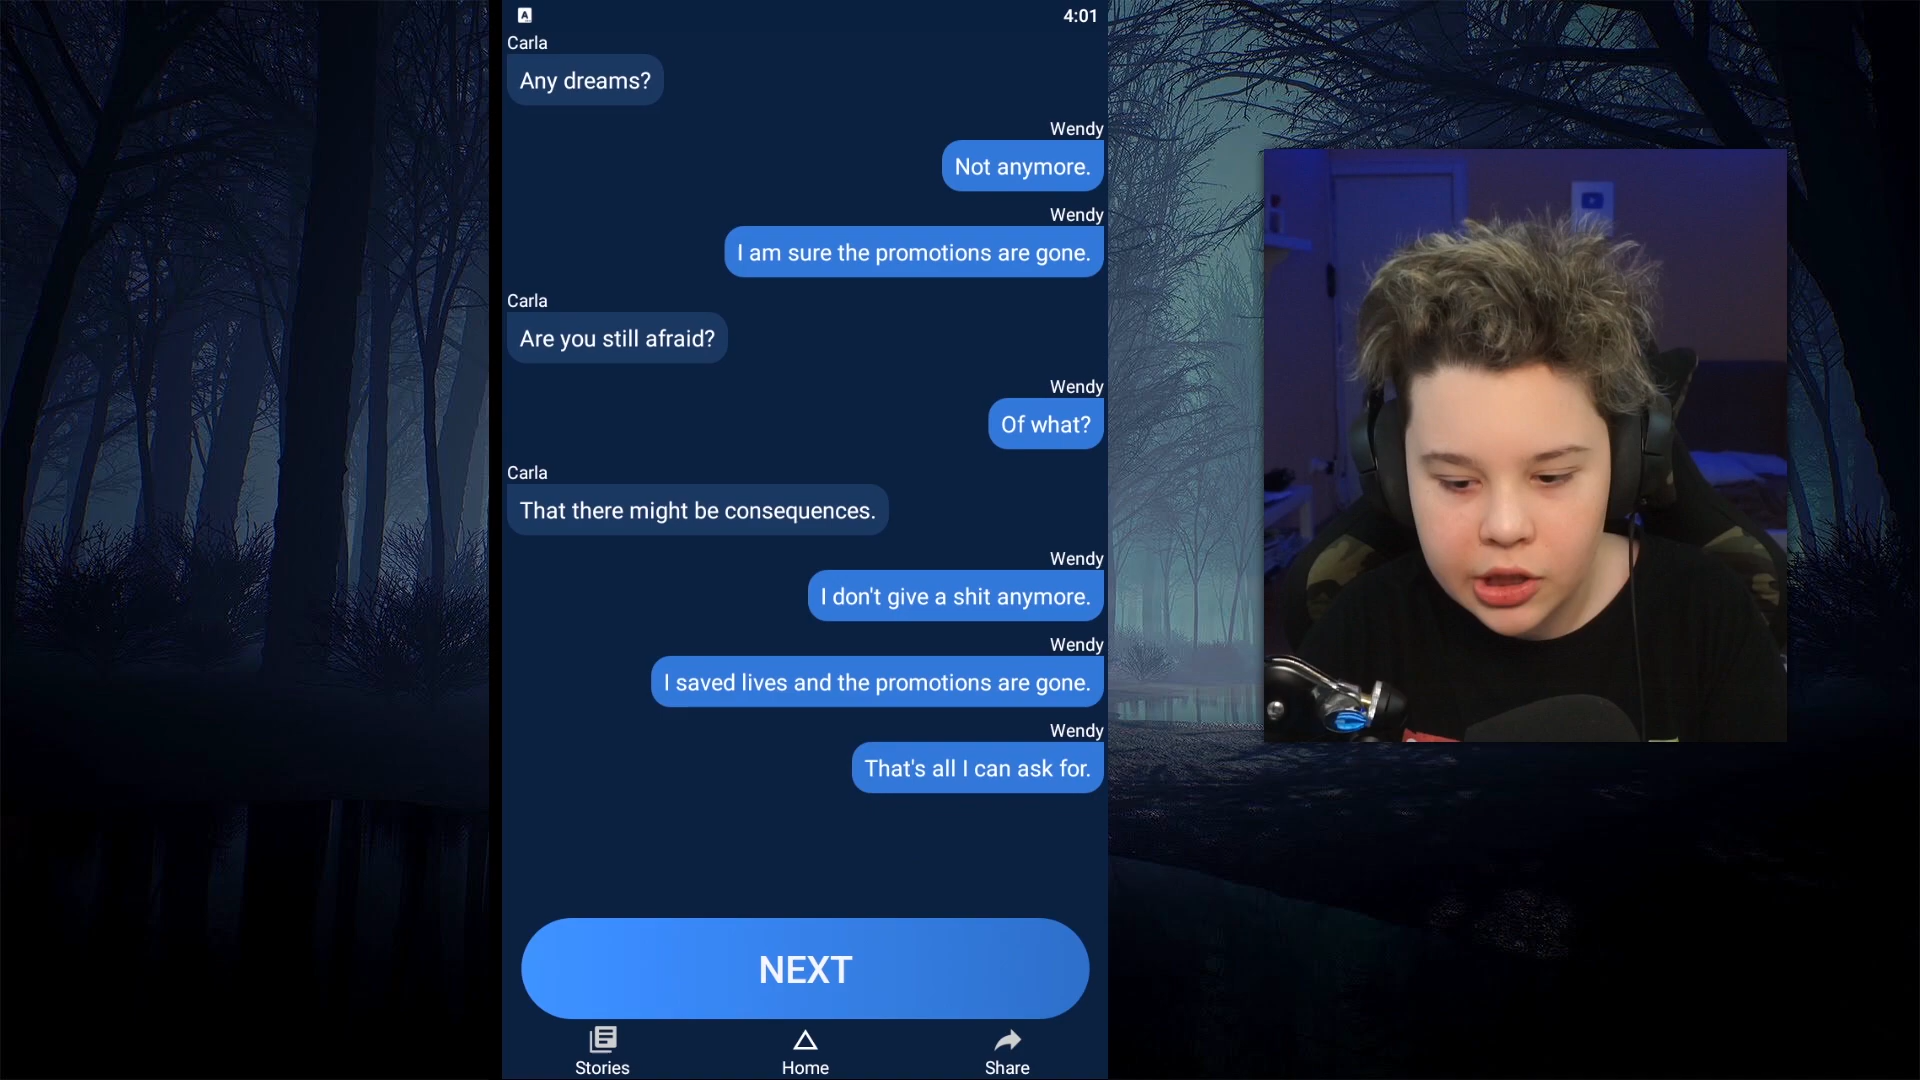 4:01
Carla
Any dreams?
Wendy
Not anymore.
Wendy
I am sure the promotions are gone.
Carla
Are you still afraid?
Wendy
Of what?
Carla
That there might be consequences.
Wendy
I don't give a shit anymore.
Wendy
I saved lives and the promotions are gone.
Wendy
That's all I can ask for.
NEXT
Stories
Home
Share